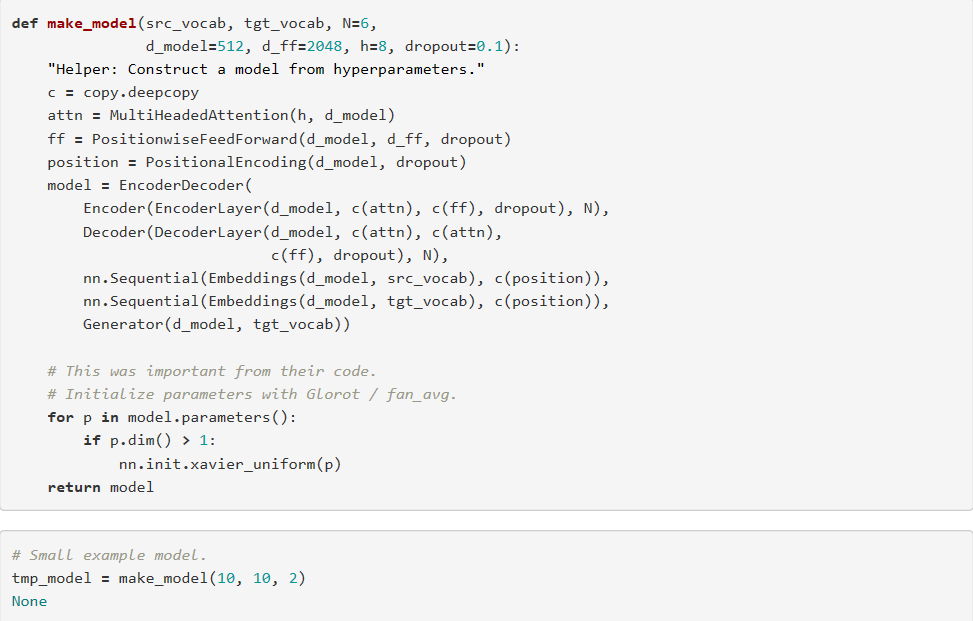 def make_model(src_vocab, tgt_vocab, N=6,
               d_model=512, d_ff=2048, h=8, dropout=0.1):
    "Helper: Construct a model from hyperparameters."
    c = copy.deepcopy
    attn = MultiHeadedAttention(h, d_model)
    ff = PositionwiseFeedForward(d_model, d_ff, dropout)
    position = PositionalEncoding(d_model, dropout)
    model = EncoderDecoder(
        Encoder(EncoderLayer(d_model, c(attn), c(ff), dropout), N),
        Decoder(DecoderLayer(d_model, c(attn), c(attn),
                             c(ff), dropout), N),
        nn.Sequential(Embeddings(d_model, src_vocab), c(position)),
        nn.Sequential(Embeddings(d_model, tgt_vocab), c(position)),
        Generator(d_model, tgt_vocab))

    # This was important from their code.
    # Initialize parameters with Glorot / fan_avg.
    for p in model.parameters():
        if p.dim() > 1:
            nn.init.xavier_uniform(p)
    return model

# Small example model.
tmp_model = make_model(10, 10, 2)
None